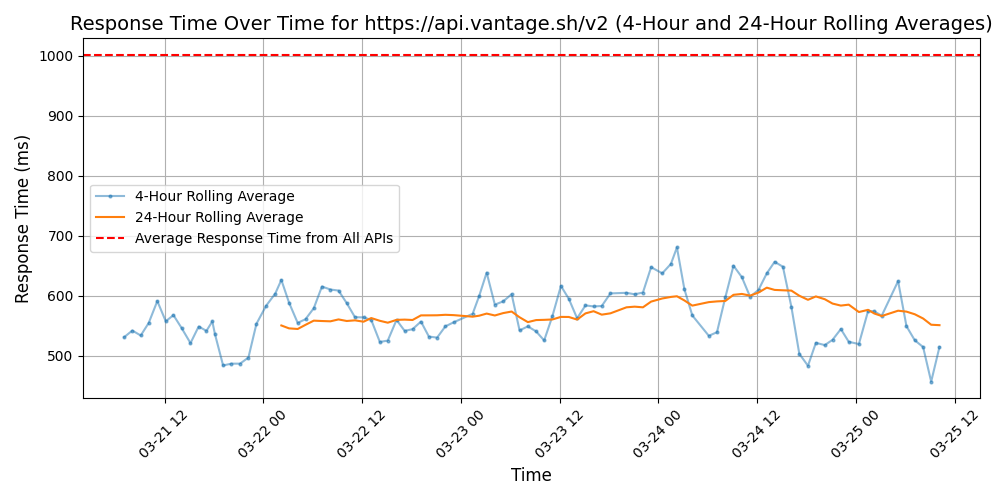 Response Time Over Time for https://api.vantage.sh/v2 (4-Hour and 24-Hour Rolling Averages)
1000
900
800
700
600
500
Response Time (ms)
4-Hour Rolling Average
24-Hour Rolling Average
Average Response Time from All APIs
03-21 12
03-22 00
03-22 12
03-23 00
03-23 12
03-24 00
03-24 12
03-25 00
03-25 12
Time